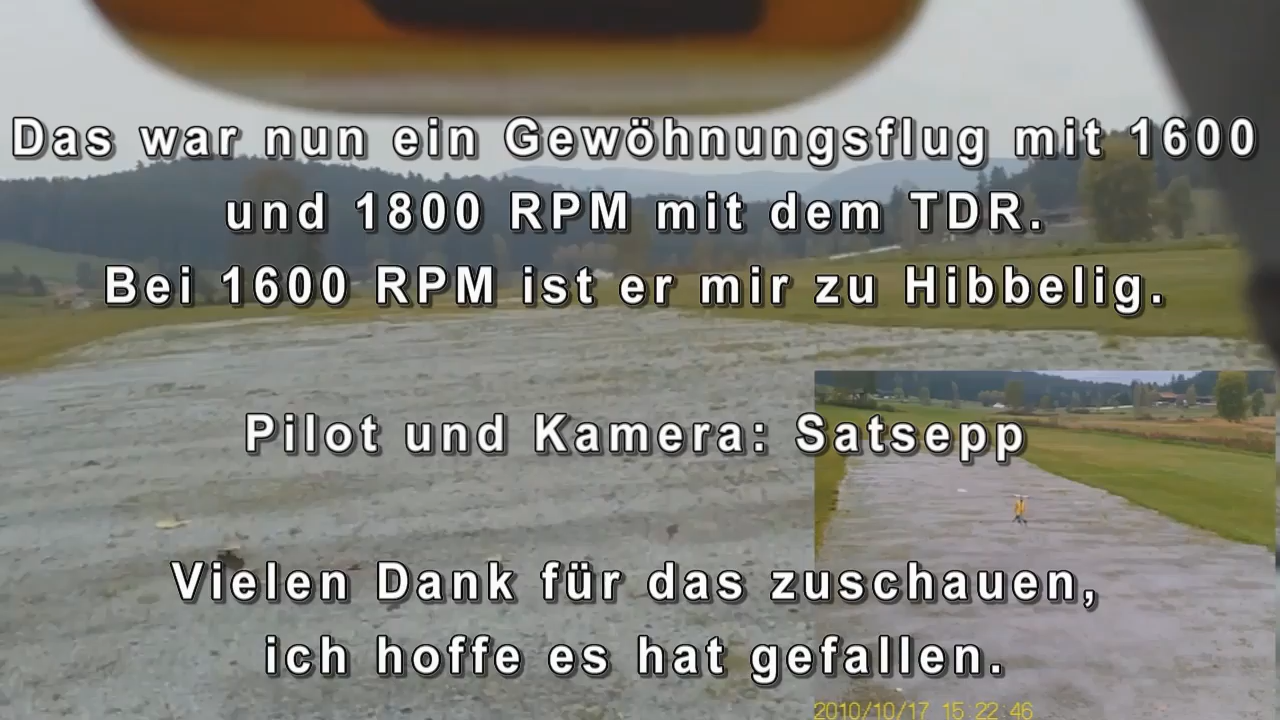 Das war nun ein Gewöhnungsflug mit 1600
und 1800 RPM mit dem TDR.
Bei 1600 RPM ist er mir zu Hibbelig.
Pilot und Kamera: Satsepp
Vielen Dank für das zuschauen,
ich hoffe es hat gefallen.
2010/10/17 15:22:46